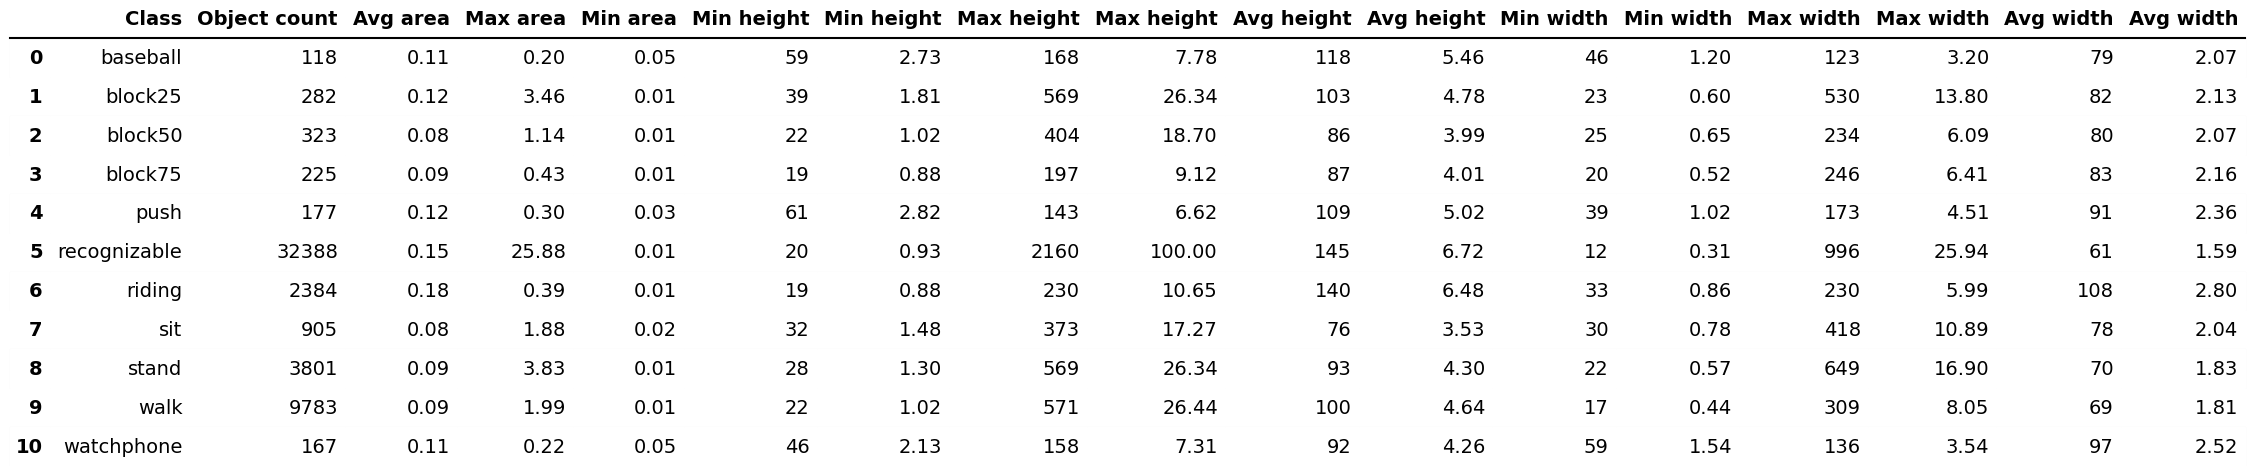 Class Object count Avg area Max area Min area Min height Min height Max height Max height Avg height Avg height Min width Min width Max width Max width Avg width Avg width
0 baseball 118 0.11 0.20 0.05 59 2.73 168 7.78 118 5.46 46 1.20 123 3.20 79 2.07
1 block25 282 0.12 3.46 0.01 39 1.81 569 26.34 103 4.78 23 0.60 530 13.80 82 2.13
2 block50 323 0.08 1.14 0.01 22 1.02 404 18.70 86 3.99 25 0.65 234 6.09 80 2.07
3 block75 225 0.09 0.43 0.01 19 0.88 197 9.12 87 4.01 20 0.52 246 6.41 83 2.16
4 push 177 0.12 0.30 0.03 61 2.82 143 6.62 109 5.02 39 1.02 173 4.51 91 2.36
5 recognizable 32388 0.15 25.88 0.01 20 0.93 2160 100.00 145 6.72 12 0.31 996 25.94 61 1.59
6 riding 2384 0.18 0.39 0.01 19 0.88 230 10.65 140 6.48 33 0.86 230 5.99 108 2.80
7 sit 905 0.08 1.88 0.02 32 1.48 373 17.27 76 3.53 30 0.78 418 10.89 78 2.04
8 stand 3801 0.09 3.83 0.01 28 1.30 569 26.34 93 4.30 22 0.57 649 16.90 70 1.83
9 walk 9783 0.09 1.99 0.01 22 1.02 571 26.44 100 4.64 17 0.44 309 8.05 69 1.81
10 watchphone 167 0.11 0.22 0.05 46 2.13 158 7.31 92 4.26 59 1.54 136 3.54 97 2.52